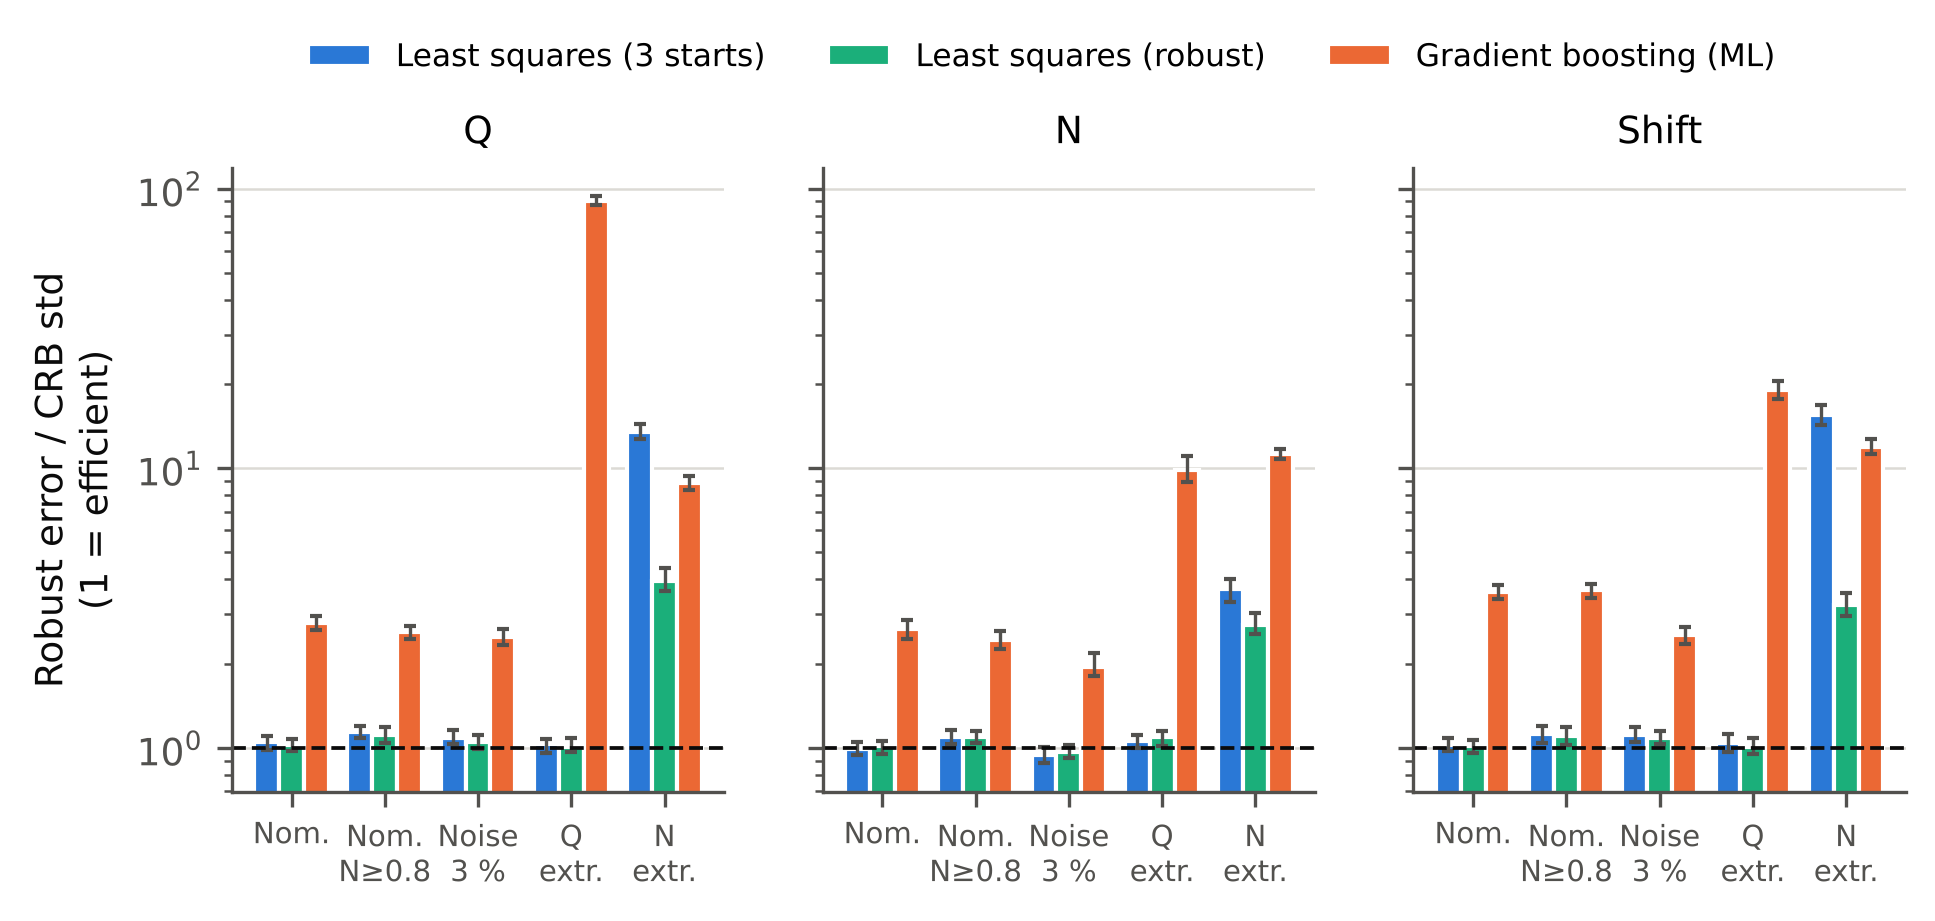 Least squares (3 starts) Least squares (robust) Gradient boosting (ML)
Q N Shift
Robust error / CRB std
(1 = efficient)
10²
10¹
10⁰
Nom. Nom. Noise Q N
N≥0.8 3 % extr. extr.
Nom. Nom. Noise Q N
N≥0.8 3 % extr. extr.
Nom. Nom. Noise Q N
N≥0.8 3 % extr. extr.